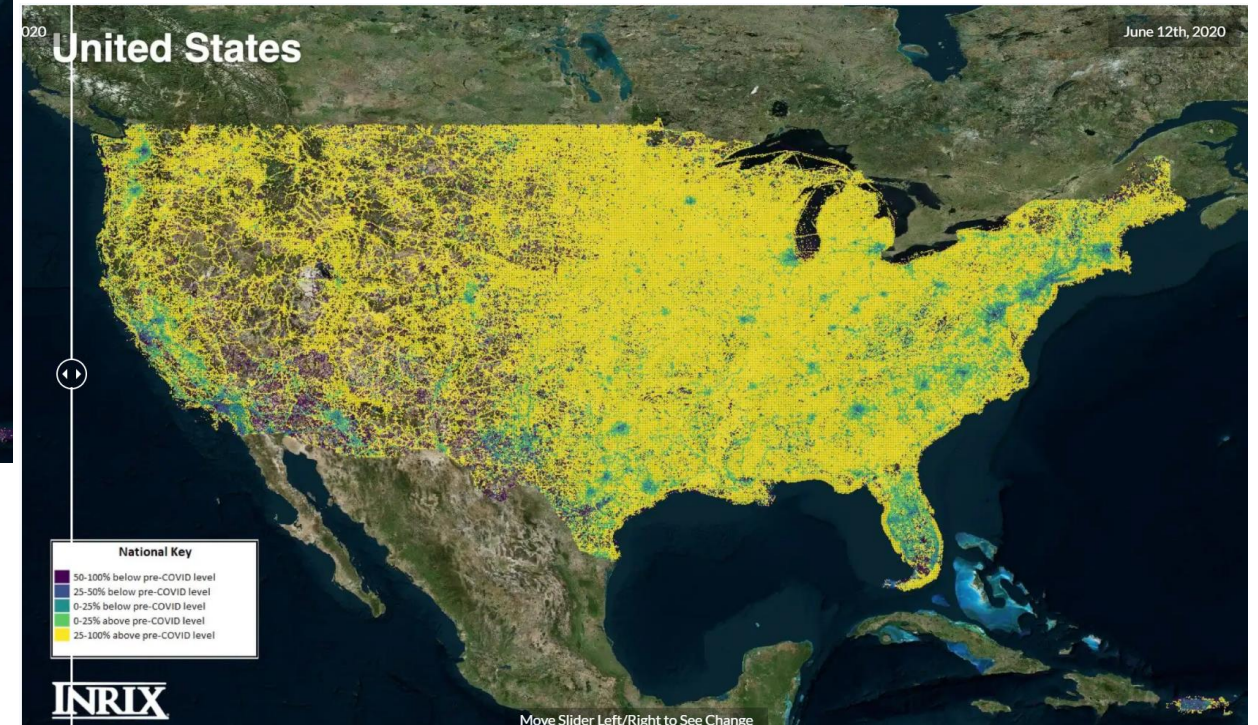 020
United States
June 12th, 2020
National Key
50-100% below pre-COVID level
25-50% below pre-COVID level
0-25% below pre-COVID level
0-25% above pre-COVID level
25-100% above pre-COVID level
INRIX
Move Slider Left/Right to See Change